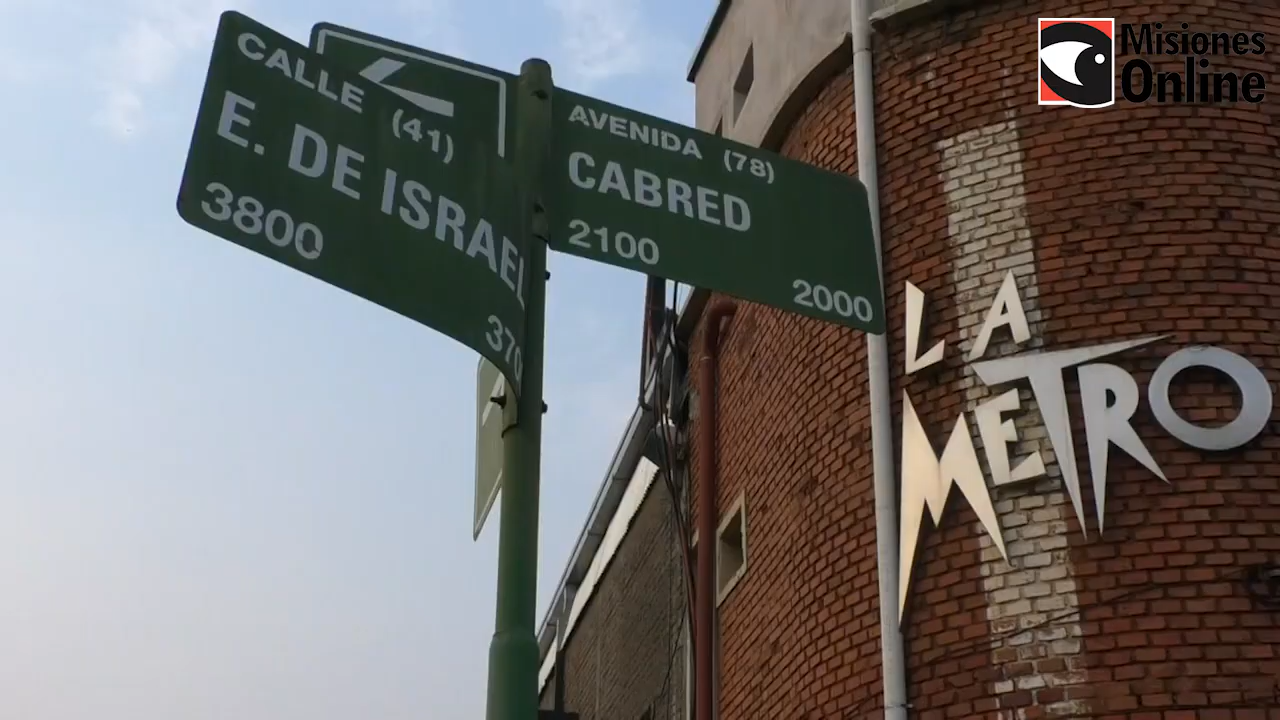 CALLE (41)
E. DE ISRAEL
3800 370
AVENIDA (78)
CABRED
2100 2000
LA
METRO
Misiones
Online